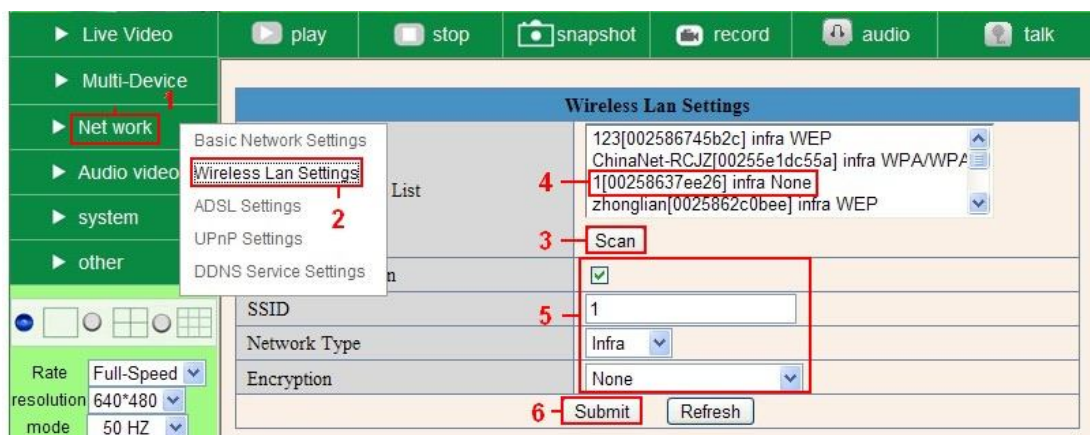 Live Video
play
stop
snapshot
record
audio
talk
Multi-Device
1
Net work
Audio video
system
other
Basic Network Settings
Wireless Lan Settings
2
ADSL Settings
UPnP Settings
DDNS Service Settings
Wireless Lan Settings
List
123[002586745b2c] infra WEP
ChinaNet-RCJZ[00255e1dc55a] infra WPA/WPA
4
1[00258637ee26] infra None
zhonglian[0025862c0bee] infra WEP
3
Scan
n
SSID
5
1
Network Type
Infra
Encryption
None
6
Submit
Refresh
Rate
Full-Speed
resolution
640*480
mode
50 HZ